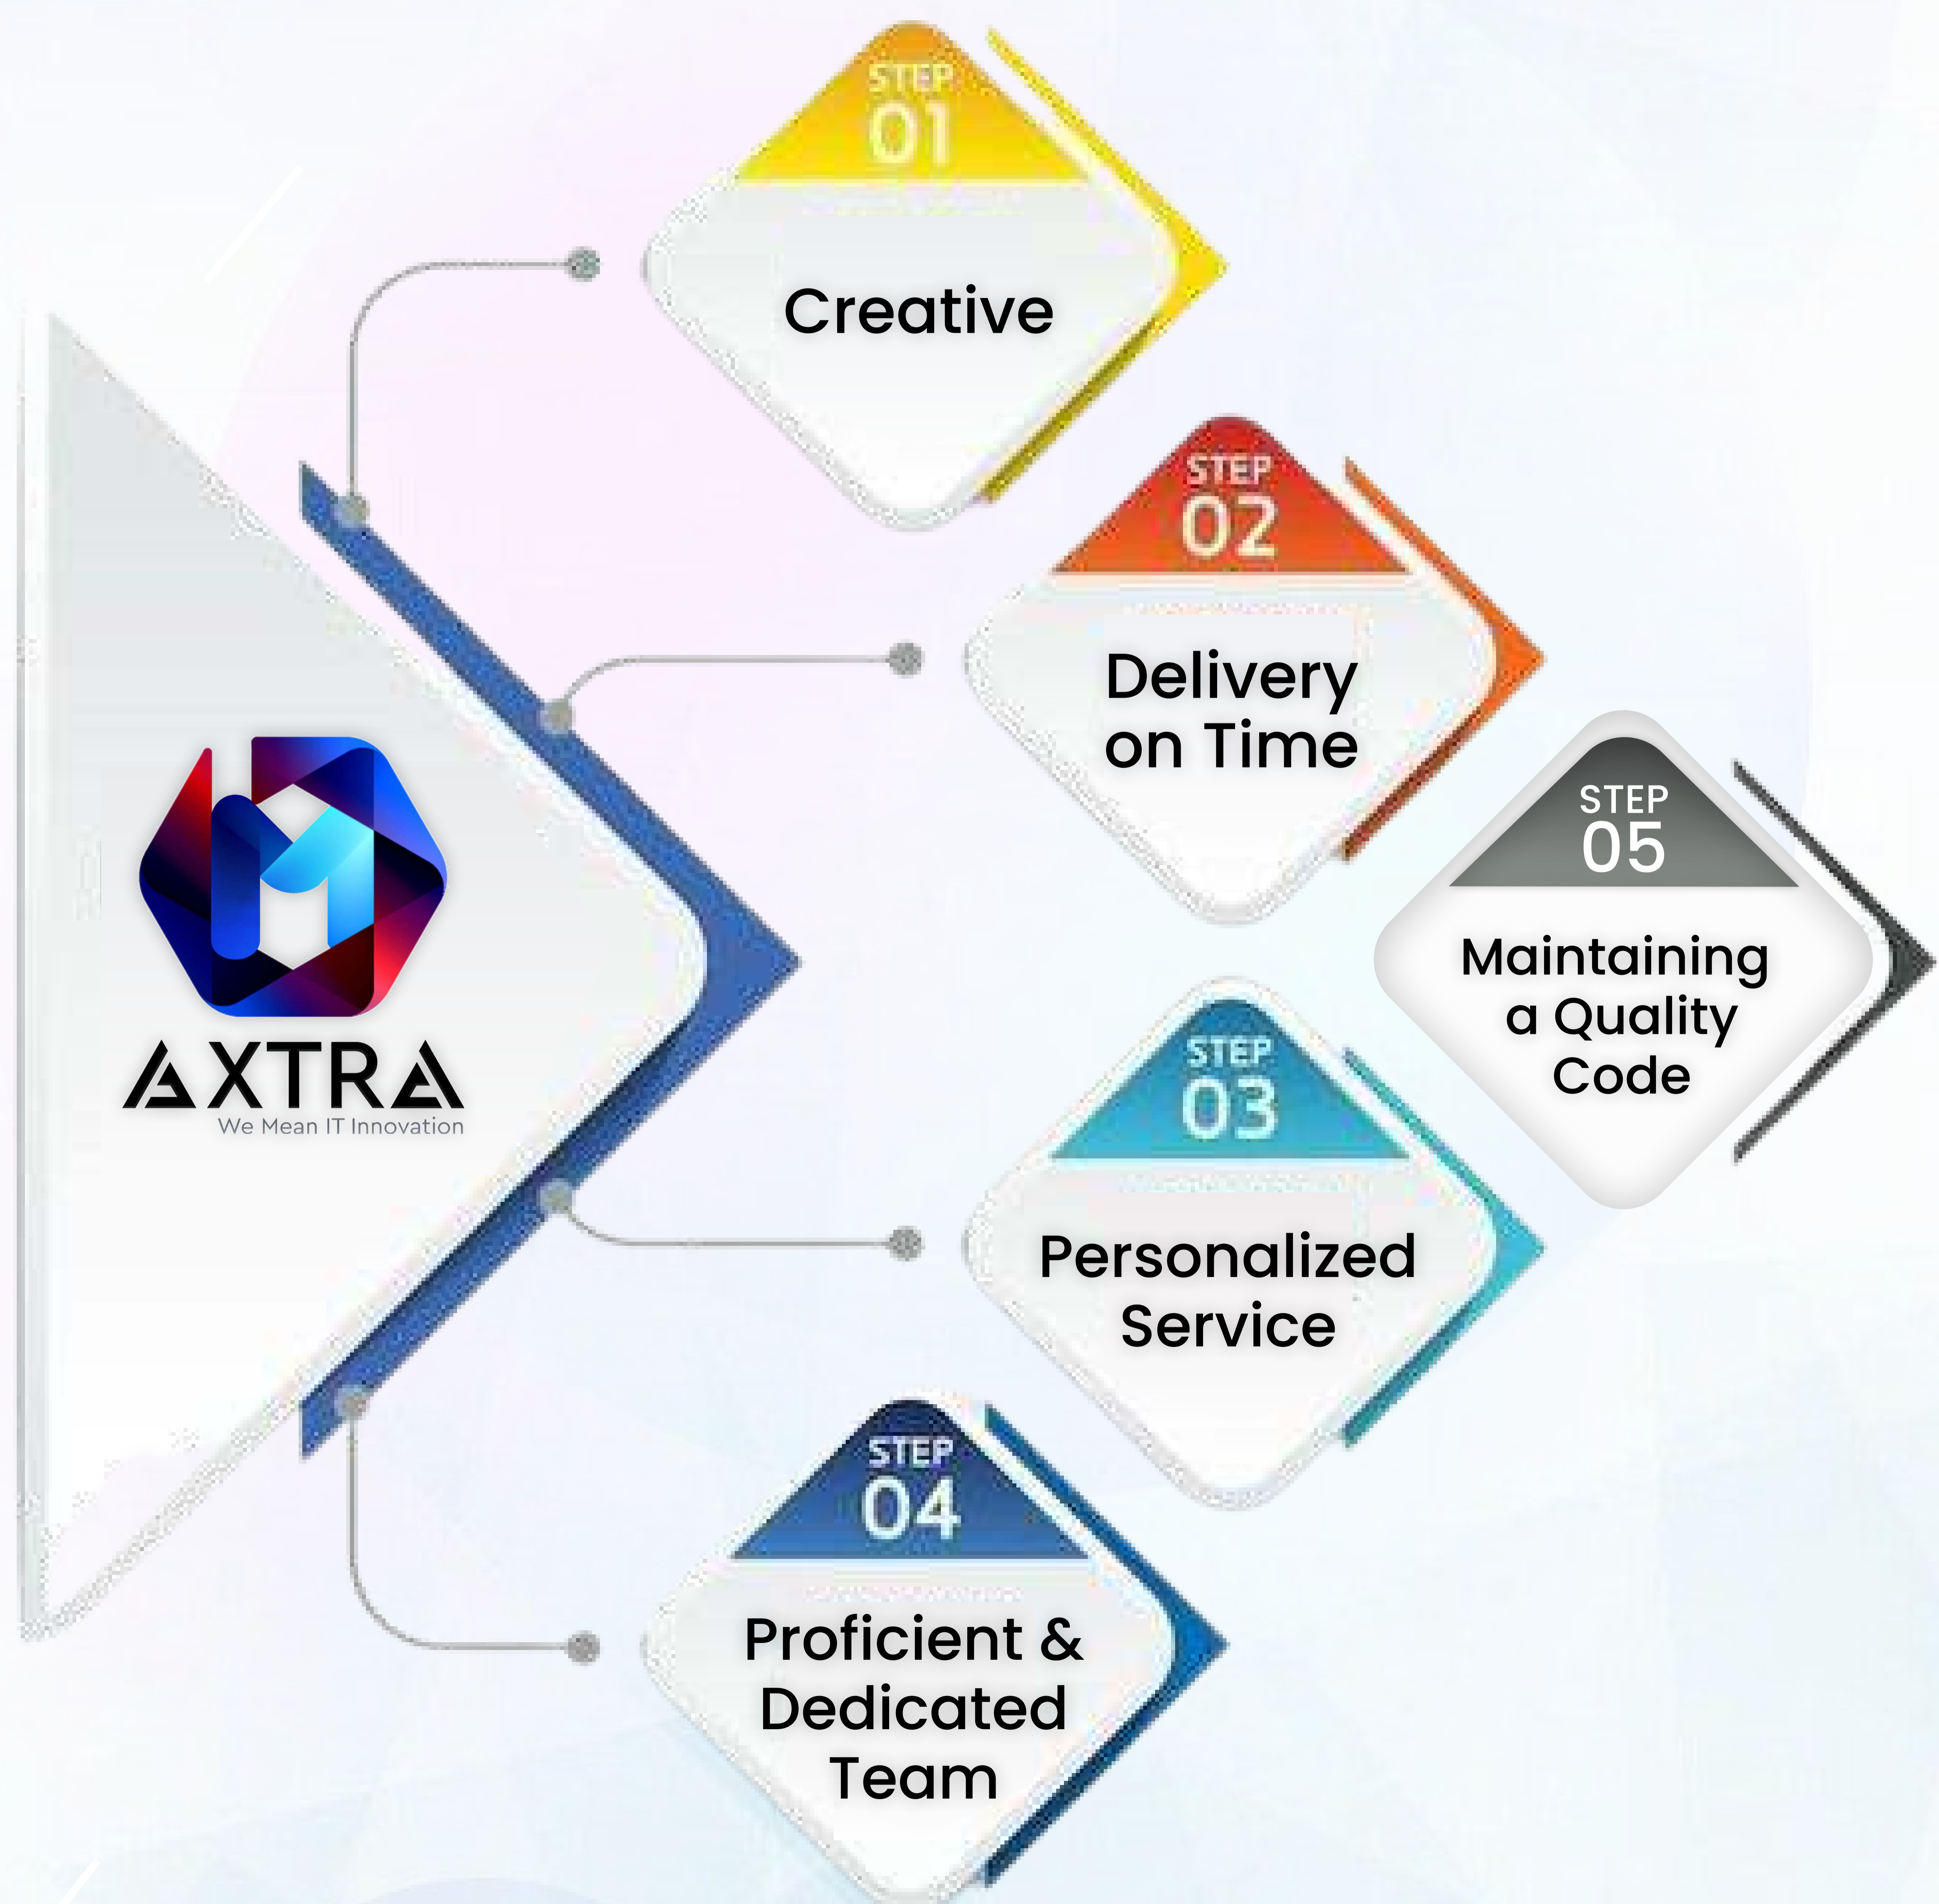 STEP
01
Creative
STEP
02
Delivery
on Time
STEP
05
Maintaining
a Quality
Code
AXTRA
We Mean IT Innovation
STEP
03
Personalized
Service
STEP
04
Proficient &
Dedicated
Team